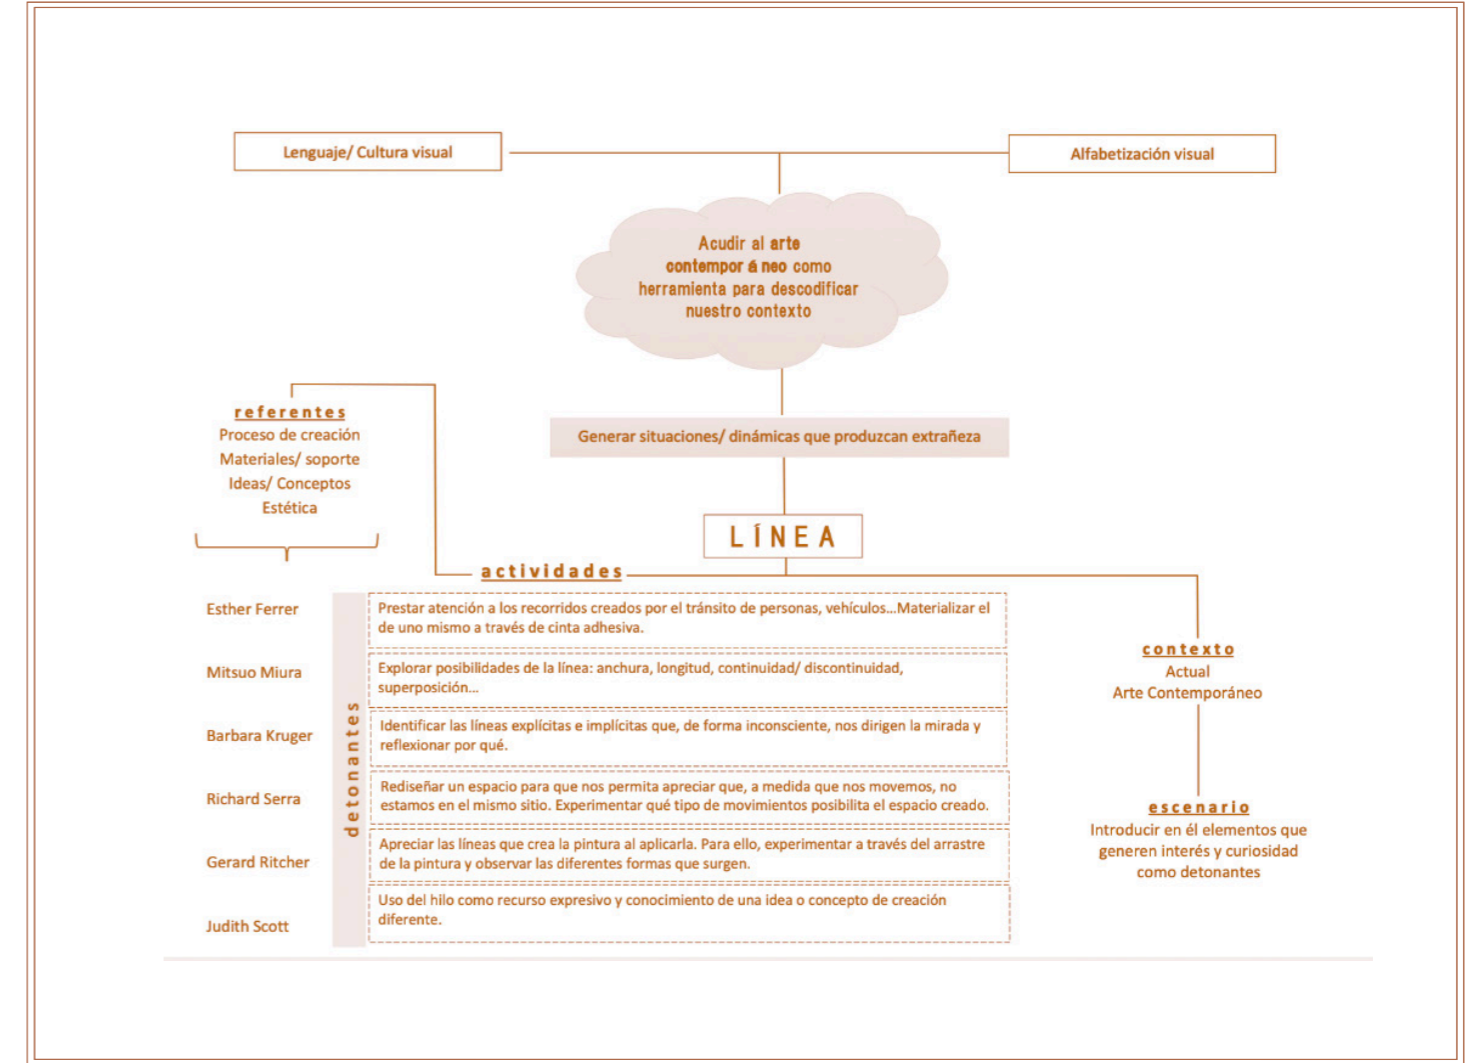 Lenguaje/ Cultura visual
Alfabetización visual
Acudir al arte
contempor á neo como
herramienta para descodificar
nuestro contexto
Generar situaciones/ dinámicas que produzcan extrañeza
LÍNEA
referentes
Proceso de creación
Materiales/ soporte
Ideas/ Conceptos
Estética
actividades
detonantes
Esther Ferrer
Prestar atención a los recorridos creados por el tránsito de personas, vehículos...Materializar el
de uno mismo a través de cinta adhesiva.
Mitsuo Miura
Explorar posibilidades de la línea: anchura, longitud, continuidad/ discontinuidad,
superposición...
Barbara Kruger
Identificar las líneas explícitas e implícitas que, de forma inconsciente, nos dirigen la mirada y
reflexionar por qué.
Richard Serra
Rediseñar un espacio para que nos permita apreciar que, a medida que nos movemos, no
estamos en el mismo sitio. Experimentar qué tipo de movimientos posibilita el espacio creado.
Gerard Ritcher
Apreciar las líneas que crea la pintura al aplicarla. Para ello, experimentar a través del arrastre
de la pintura y observar las diferentes formas que surgen.
Judith Scott
Uso del hilo como recurso expresivo y conocimiento de una idea o concepto de creación
diferente.
contexto
Actual
Arte Contemporáneo
escenario
Introducir en él elementos que
generen interés y curiosidad
como detonantes